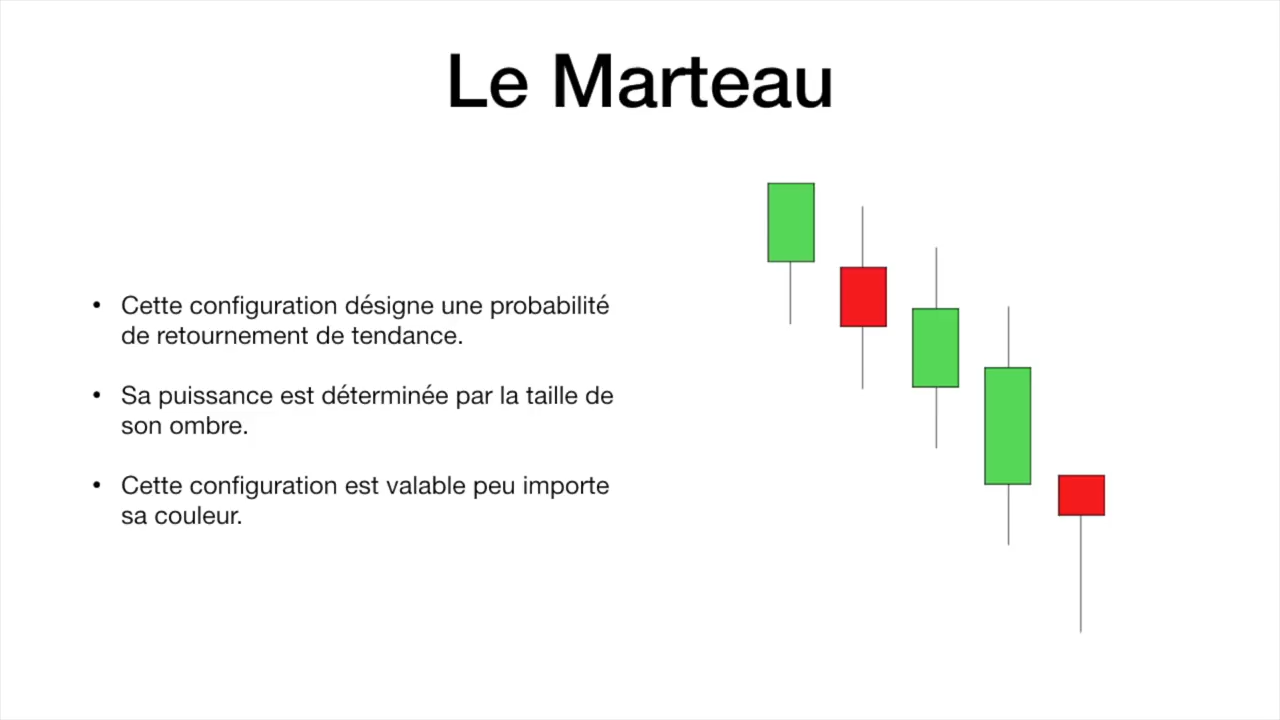 Le Marteau
• Cette configuration désigne une probabilité
de retournement de tendance.
• Sa puissance est déterminée par la taille de
son ombre.
• Cette configuration est valable peu importe
sa couleur.